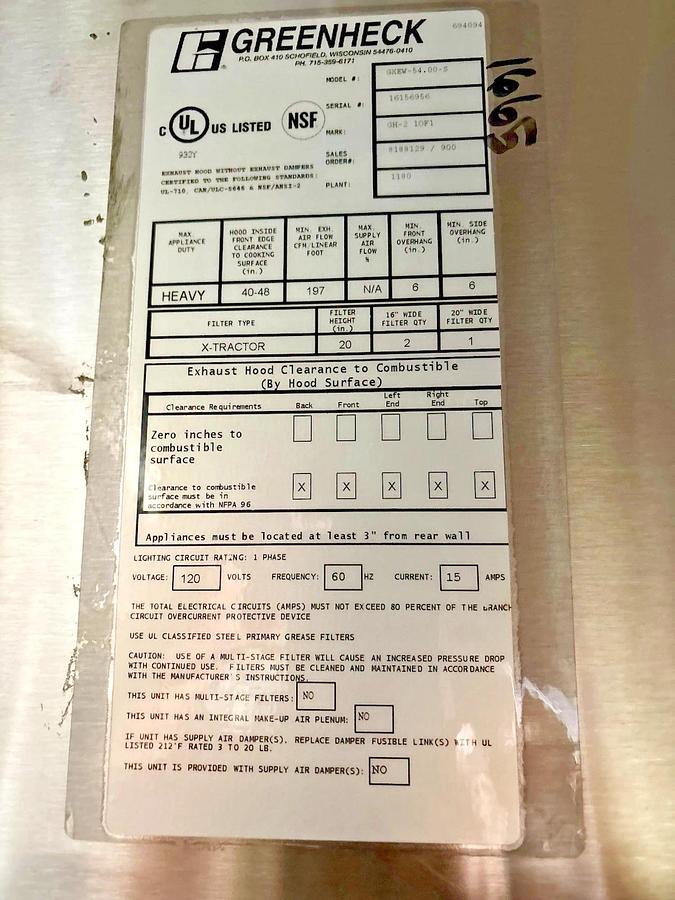 GREENHECK
P.O. BOX 410 SCHOFIELD, WISCONSIN 54476-0410
PH. 715-359-6171
694094
1665
MODEL #: GXEW-54.00-S
SERIAL #: 16156956
MARK: GH-2 1OF1
SALES ORDER#: 8188129 / 900
PLANT: 1180
C UL US LISTED NSF
932Y
EXHAUST HOOD WITHOUT EXHAUST DAMPERS
CERTIFIED TO THE FOLLOWING STANDARDS:
UL-710, CAN/ULC-S646 & NSF/ANSI-2
MAX. APPLIANCE DUTY
HOOD INSIDE FRONT EDGE CLEARANCE TO COOKING SURFACE (in.)
MIN. EXH. AIR FLOW CFM/LINEAR FOOT
MAX. SUPPLY AIR FLOW %
MIN. FRONT OVERHANG (in.)
MIN. SIDE OVERHANG (in.)
HEAVY 40-48 197 N/A 6 6
FILTER TYPE
FILTER HEIGHT (in.)
16" WIDE FILTER QTY
20" WIDE FILTER QTY
X-TRACTOR 20 2 1
Exhaust Hood Clearance to Combustible
(By Hood Surface)
Clearance Requirements Back Front Left End Right End Top
Zero inches to
combustible
surface
Clearance to combustible
surface must be in
accordance with NFPA 96
X X X X X
Appliances must be located at least 3" from rear wall
LIGHTING CIRCUIT RATING: 1 PHASE
VOLTAGE: 120 VOLTS FREQUENCY: 60 HZ CURRENT: 15 AMPS
THE TOTAL ELECTRICAL CIRCUITS (AMPS) MUST NOT EXCEED 80 PERCENT OF THE BRANCH
CIRCUIT OVERCURRENT PROTECTIVE DEVICE
USE UL CLASSIFIED STEEL PRIMARY GREASE FILTERS
CAUTION: USE OF A MULTI-STAGE FILTER WILL CAUSE AN INCREASED PRESSURE DROP
WITH CONTINUED USE. FILTERS MUST BE CLEANED AND MAINTAINED IN ACCORDANCE
WITH THE MANUFACTURER'S INSTRUCTIONS.
THIS UNIT HAS MULTI-STAGE FILTERS: NO
THIS UNIT HAS AN INTEGRAL MAKE-UP AIR PLENUM: NO
IF UNIT HAS SUPPLY AIR DAMPER(S). REPLACE DAMPER FUSIBLE LINK(S) WITH UL
LISTED 212°F RATED 3 TO 20 LB.
THIS UNIT IS PROVIDED WITH SUPPLY AIR DAMPER(S): NO